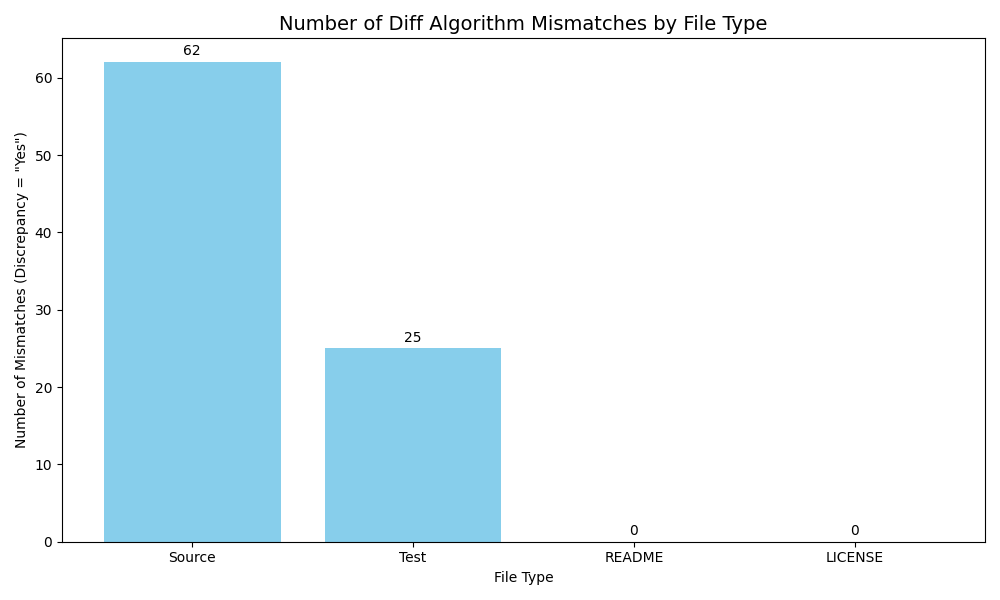 Number of Diff Algorithm Mismatches by File Type
Number of Mismatches (Discrepancy = "Yes")
60
50
40
30
20
10
0
62
25
0
0
Source
Test
README
LICENSE
File Type